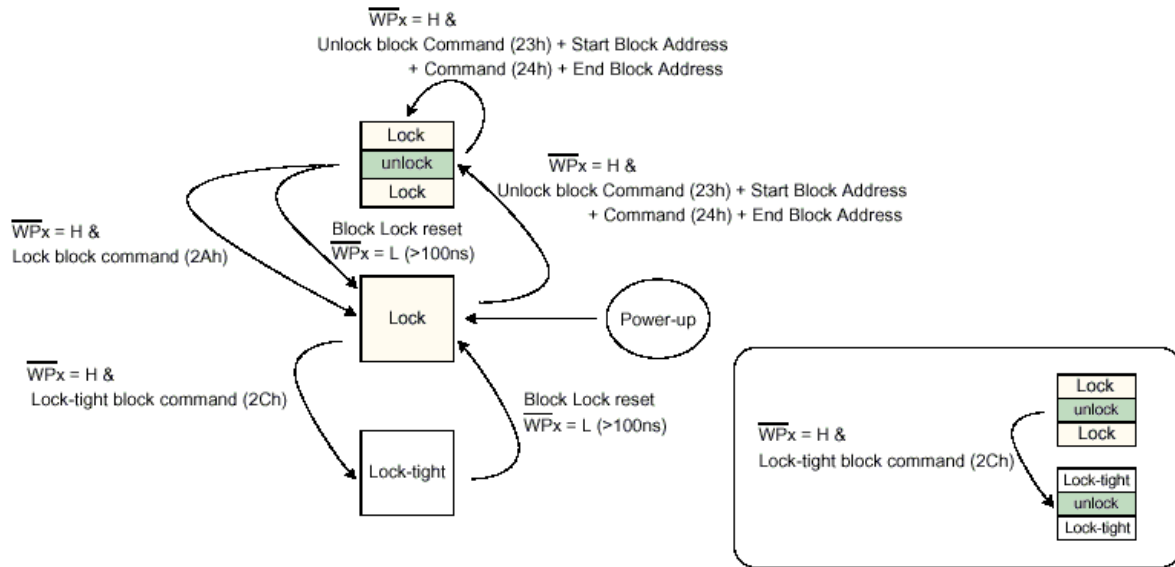 WPx = H &
Unlock block Command (23h) + Start Block Address
+ Command (24h) + End Block Address
Lock
unlock
Lock
WPx = H &
Unlock block Command (23h) + Start Block Address
+ Command (24h) + End Block Address
WPx = H &
Lock block command (2Ah)
Block Lock reset
WPx = L (>100ns)
Lock
Power-up
WPx = H &
Lock-tight block command (2Ch)
Block Lock reset
WPx = L (>100ns)
Lock-tight
WPx = H &
Lock-tight block command (2Ch)
Lock
unlock
Lock
Lock-tight
unlock
Lock-tight